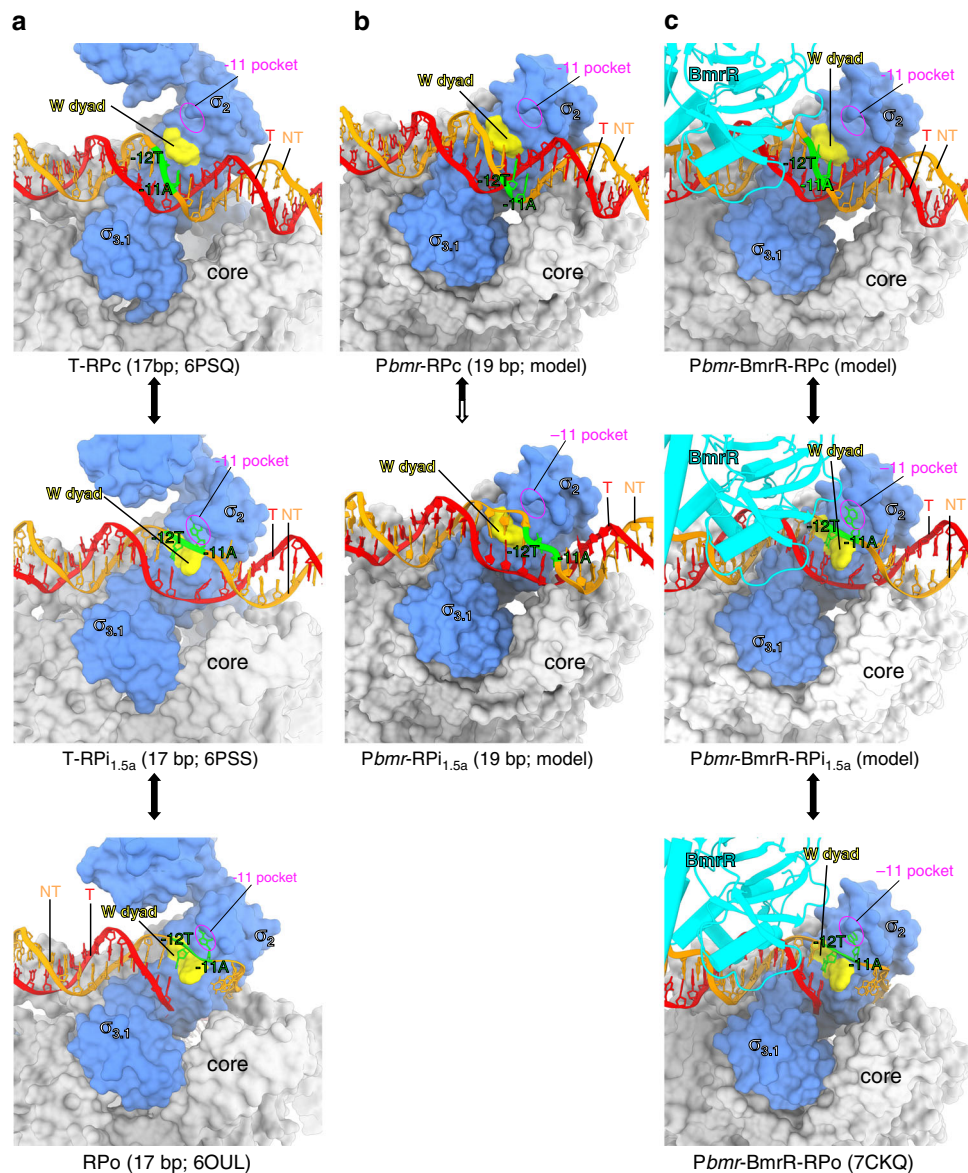 a
b
c
-11 pocket
W dyad
σ2
T
NT
-12T
-11A
σ3.1
core
T-RPc (17bp; 6PSQ)
-11 pocket
W dyad
σ2
T
NT
-12T
-11A
σ3.1
core
Pbmr-RPc (19 bp; model)
BmrR
W dyad
-11 pocket
σ2
T
NT
-12T
-11A
σ3.1
core
Pbmr-BmrR-RPc (model)
-11 pocket
W dyad
σ2
T
NT
-12T
-11A
σ3.1
core
T-RPi1.5a (17 bp; 6PSS)
–11 pocket
W dyad
σ2
T
NT
-12T
-11A
σ3.1
core
Pbmr-RPi1.5a (19 bp; model)
BmrR
W dyad
–11 pocket
σ2
T
NT
-12T
-11A
σ3.1
core
Pbmr-BmrR-RPi1.5a (model)
NT
T
-11 pocket
W dyad
-12T
σ2
-11A
σ3.1
core
RPo (17 bp; 6OUL)
BmrR
W dyad
–11 pocket
-12T
σ2
-11A
σ3.1
core
Pbmr-BmrR-RPo (7CKQ)